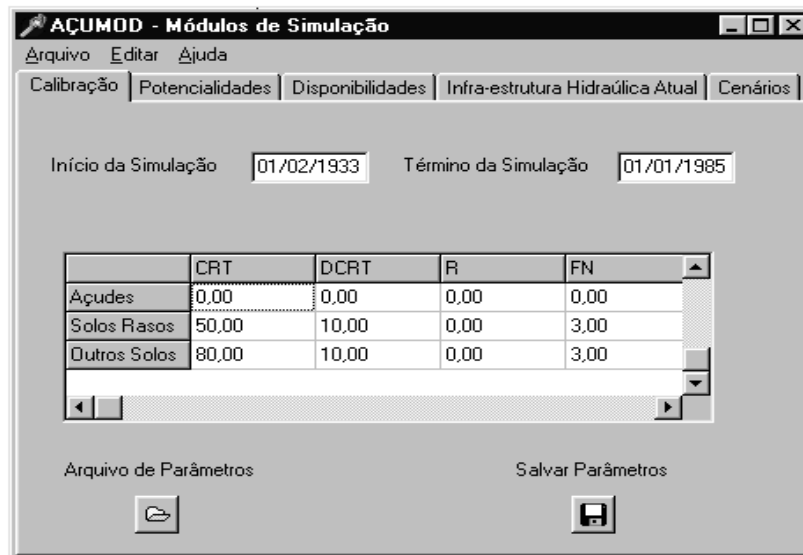 AÇUMOD - Módulos de Simulação
Arquivo Editar Ajuda
Calibração Potencialidades Disponibilidades Infra-estrutura Hidraúlica Atual Cenários
Início da Simulação 01/02/1933 Término da Simulação 01/01/1985
CRT DCRT R FN
Açudes 0,00 0,00 0,00 0,00
Solos Rasos 50,00 10,00 0,00 3,00
Outros Solos 80,00 10,00 0,00 3,00
Arquivo de Parâmetros Salvar Parâmetros